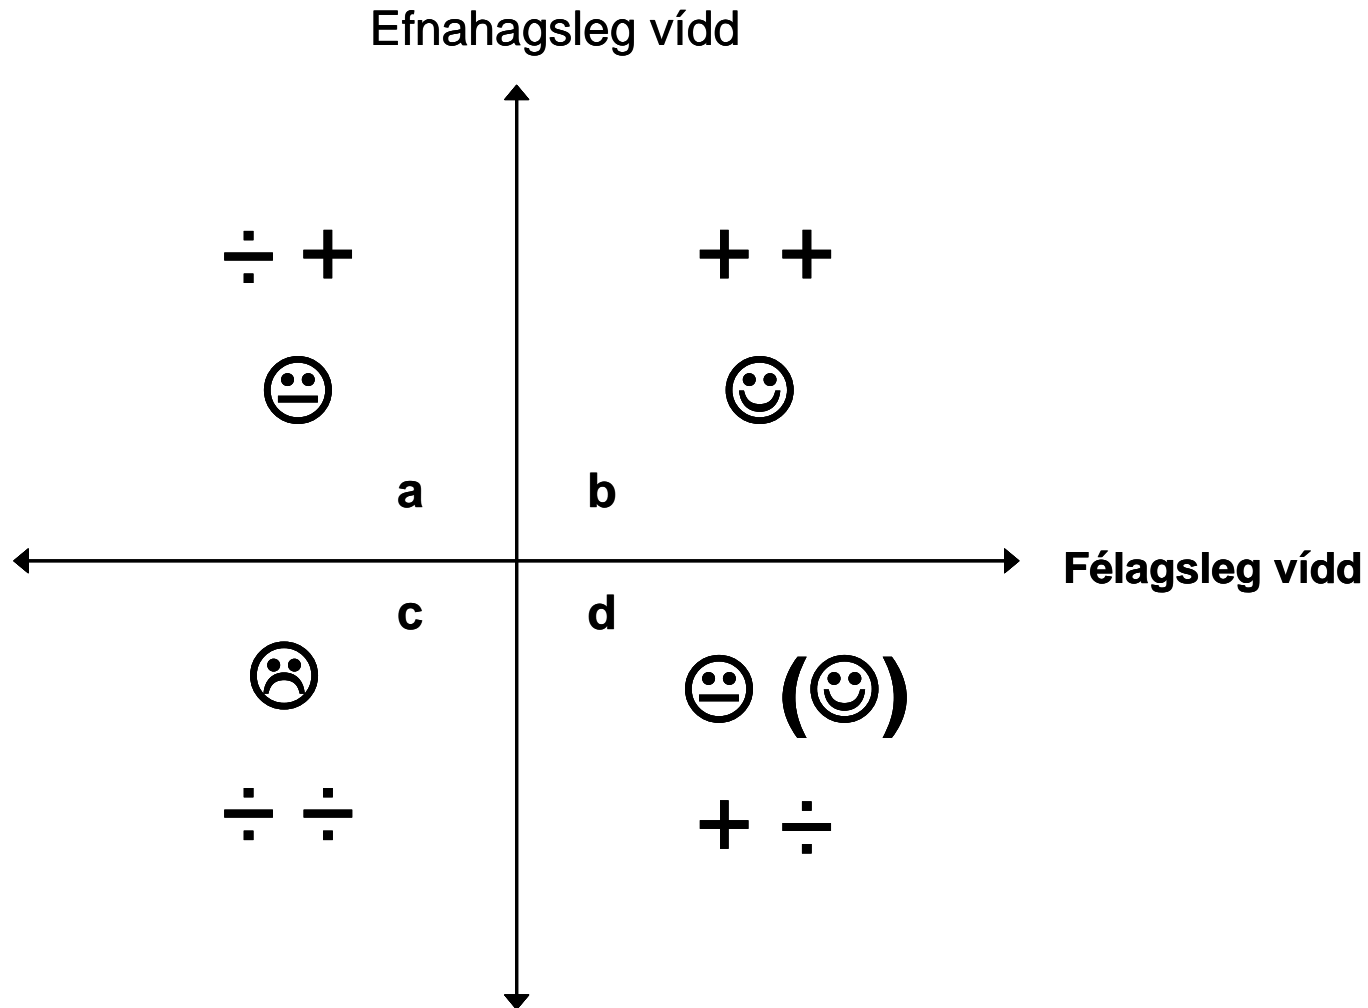 Efnahagsleg vídd
÷ + + +
a b
Félagsleg vídd
c d
( )
÷ ÷ + ÷